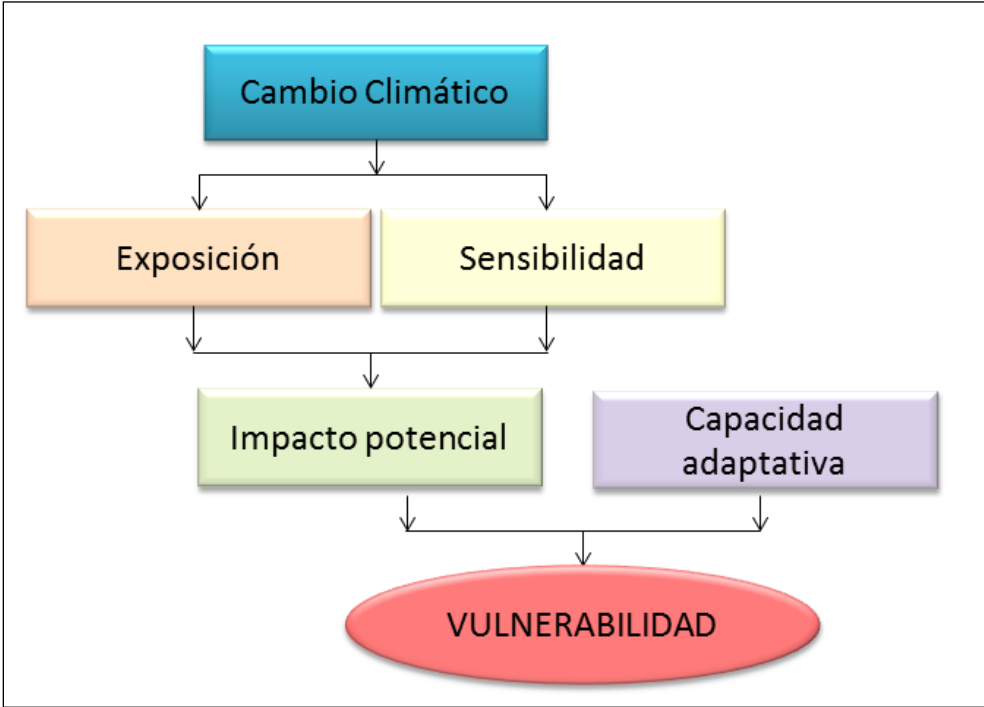 Cambio Climático
Exposición
Sensibilidad
Impacto potencial
Capacidad
adaptativa
VULNERABILIDAD